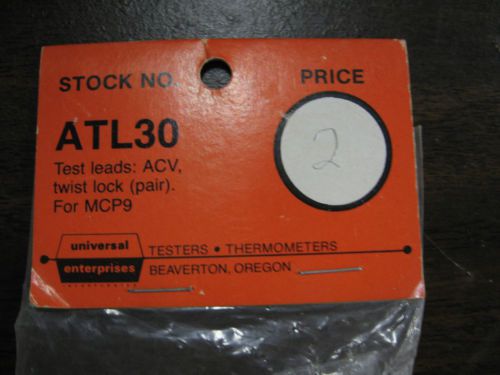 STOCK NO.
PRICE
ATL30
2
Test leads: ACV,
twist lock (pair).
For MCP9
universal
enterprises
INCORPORATED
TESTERS • THERMOMETERS
BEAVERTON, OREGON